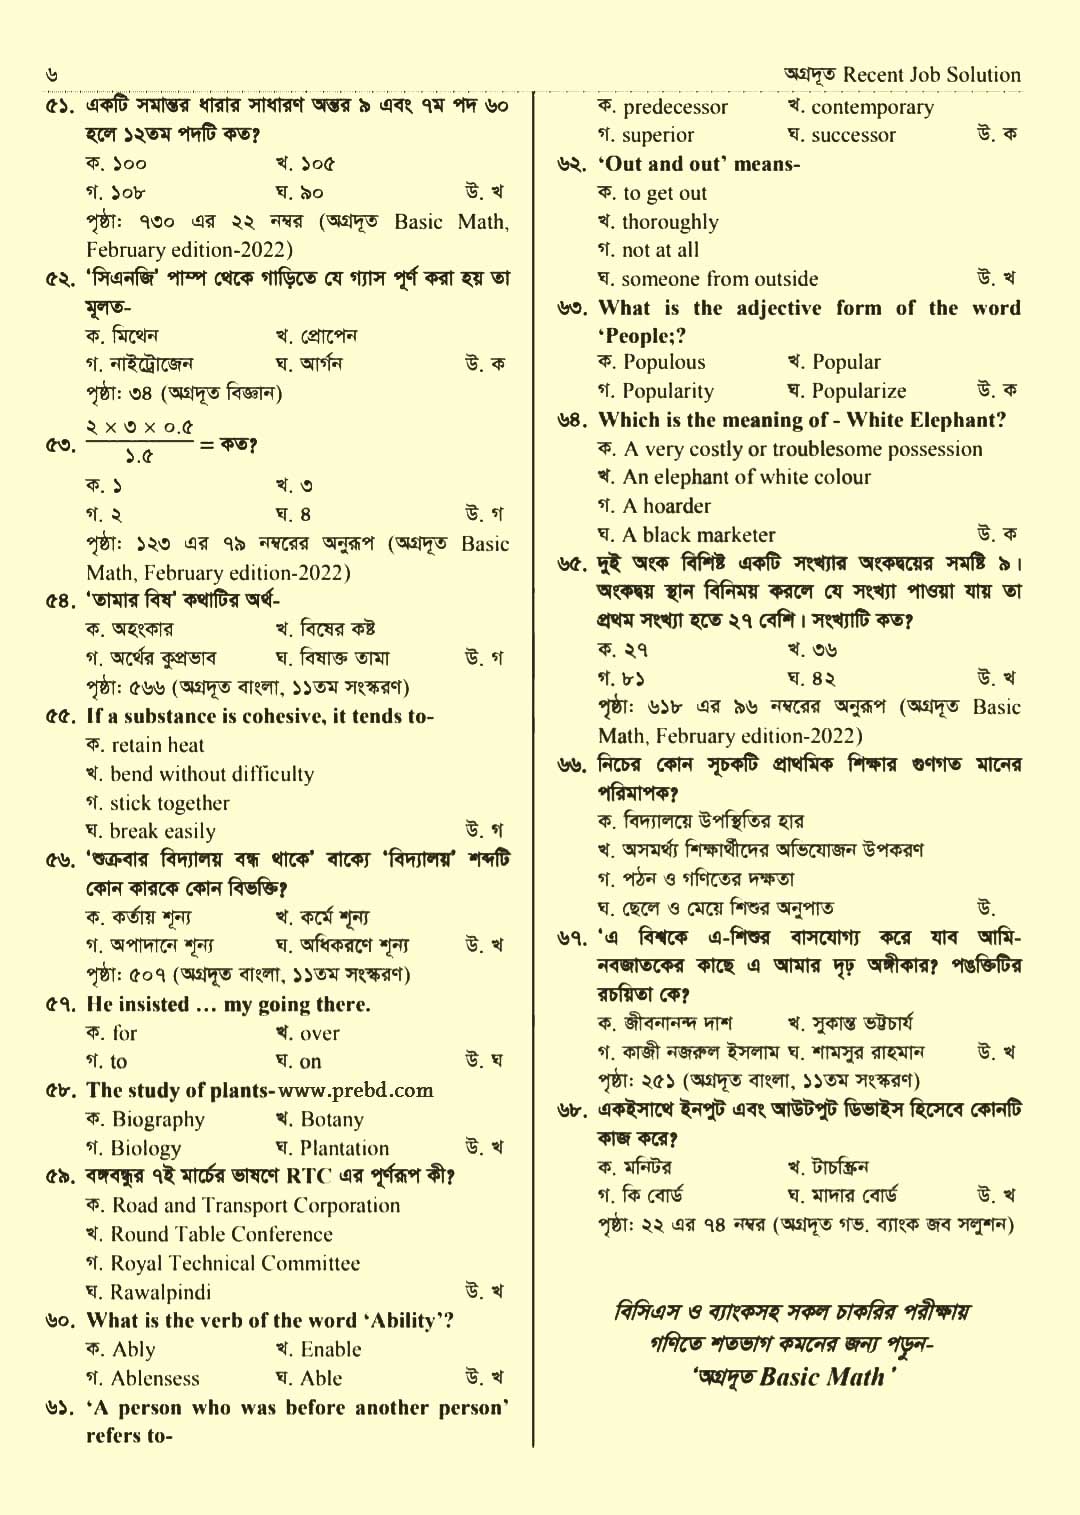 ৬
অগ্রদূত Recent Job Solution
৫১. একটি সমান্তর ধারার সাধারণ অন্তর ৯ এবং ৭ম পদ ৬০
হলে ১২তম পদটি কত?
ক. ১০০ খ. ১০৫
গ. ১০৮ ঘ. ৯০ উ. খ
পৃষ্ঠা: ৭৩০ এর ২২ নম্বর (অগ্রদূত Basic Math,
February edition-2022)
৫২. ‘সিএনজি’ পাম্প থেকে গাড়িতে যে গ্যাস পূর্ণ করা হয় তা
মূলত-
ক. মিথেন খ. প্রোপেন
গ. নাইট্রোজেন ঘ. আর্গন উ. ক
পৃষ্ঠা: ৩৪ (অগ্রদূত বিজ্ঞান)
২ × ৩ × ০.৫
৫৩. = কত?
১.৫
ক. ১ খ. ৩
গ. ২ ঘ. ৪ উ. গ
পৃষ্ঠা: ১২৩ এর ৭৯ নম্বরের অনুরূপ (অগ্রদূত Basic
Math, February edition-2022)
৫৪. ‘তামার বিষ’ কথাটির অর্থ-
ক. অহংকার খ. বিষের কষ্ট
গ. অর্থের কুপ্রভাব ঘ. বিষাক্ত তামা উ. গ
পৃষ্ঠা: ৫৬৬ (অগ্রদূত বাংলা, ১১তম সংস্করণ)
৫৫. If a substance is cohesive, it tends to-
ক. retain heat
খ. bend without difficulty
গ. stick together
ঘ. break easily উ. গ
৫৬. ‘শুক্রবার বিদ্যালয় বন্ধ থাকে’ বাক্যে ‘বিদ্যালয়’ শব্দটি
কোন কারকে কোন বিভক্তি?
ক. কর্তায় শূন্য খ. কর্মে শূন্য
গ. অপাদানে শূন্য ঘ. অধিকরণে শূন্য উ. খ
পৃষ্ঠা: ৫০৭ (অগ্রদূত বাংলা, ১১তম সংস্করণ)
৫৭. He insisted … my going there.
ক. for খ. over
গ. to ঘ. on উ. ঘ
৫৮. The study of plants-www.prebd.com
ক. Biography খ. Botany
গ. Biology ঘ. Plantation উ. খ
৫৯. বঙ্গবন্ধুর ৭ই মার্চের ভাষণে RTC এর পূর্ণরূপ কী?
ক. Road and Transport Corporation
খ. Round Table Conference
গ. Royal Technical Committee
ঘ. Rawalpindi উ. খ
৬০. What is the verb of the word ‘Ability’?
ক. Ably খ. Enable
গ. Ablensess ঘ. Able উ. খ
৬১. ‘A person who was before another person’
refers to-
ক. predecessor খ. contemporary
গ. superior ঘ. successor উ. ক
৬২. ‘Out and out’ means-
ক. to get out
খ. thoroughly
গ. not at all
ঘ. someone from outside উ. খ
৬৩. What is the adjective form of the word
‘People;?
ক. Populous খ. Popular
গ. Popularity ঘ. Popularize উ. ক
৬৪. Which is the meaning of - White Elephant?
ক. A very costly or troublesome possession
খ. An elephant of white colour
গ. A hoarder
ঘ. A black marketer উ. ক
৬৫. দুই অংক বিশিষ্ট একটি সংখ্যার অংকদ্বয়ের সমষ্টি ৯।
অংকদ্বয় স্থান বিনিময় করলে যে সংখ্যা পাওয়া যায় তা
প্রথম সংখ্যা হতে ২৭ বেশি। সংখ্যাটি কত?
ক. ২৭ খ. ৩৬
গ. ৮১ ঘ. ৪২ উ. খ
পৃষ্ঠা: ৬১৮ এর ৯৬ নম্বরের অনুরূপ (অগ্রদূত Basic
Math, February edition-2022)
৬৬. নিচের কোন সূচকটি প্রাথমিক শিক্ষার গুণগত মানের
পরিমাপক?
ক. বিদ্যালয়ে উপস্থিতির হার
খ. অসমর্থ্য শিক্ষার্থীদের অভিযোজন উপকরণ
গ. পঠন ও গণিতের দক্ষতা
ঘ. ছেলে ও মেয়ে শিশুর অনুপাত উ.
৬৭. ‘এ বিশ্বকে এ-শিশুর বাসযোগ্য করে যাব আমি-
নবজাতকের কাছে এ আমার দৃঢ় অঙ্গীকার? পঙক্তিটির
রচয়িতা কে?
ক. জীবনানন্দ দাশ খ. সুকান্ত ভট্টাচার্য
গ. কাজী নজরুল ইসলাম ঘ. শামসুর রাহমান উ. খ
পৃষ্ঠা: ২৫১ (অগ্রদূত বাংলা, ১১তম সংস্করণ)
৬৮. একইসাথে ইনপুট এবং আউটপুট ডিভাইস হিসেবে কোনটি
কাজ করে?
ক. মনিটর খ. টাচস্ক্রিন
গ. কি বোর্ড ঘ. মাদার বোর্ড উ. খ
পৃষ্ঠা: ২২ এর ৭৪ নম্বর (অগ্রদূত গভ. ব্যাংক জব সলুশন)
বিসিএস ও ব্যাংকসহ সকল চাকরির পরীক্ষায়
গণিতে শতভাগ কমনের জন্য পড়ুন-
‘অগ্রদূত Basic Math’